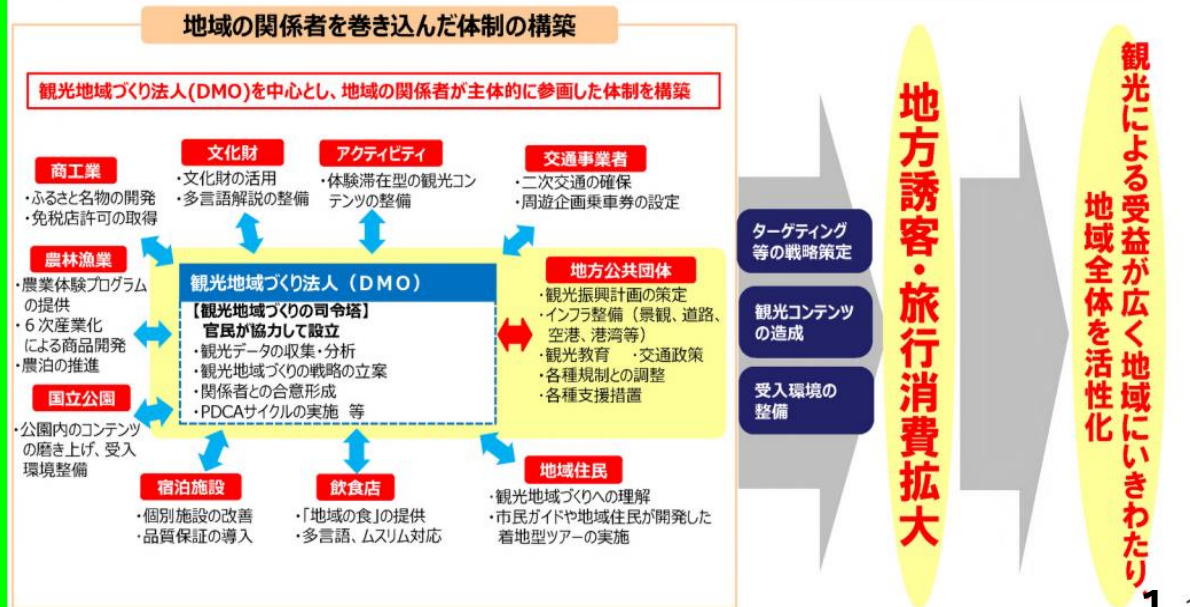 地域の関係者を巻き込んだ体制の構築
観光地域づくり法人(DMO)を中心とし、地域の関係者が主体的に参画した体制を構築
商工業
・ふるさと名物の開発
・免税店許可の取得
文化財
・文化財の活用
・多言語解説の整備
アクティビティ
・体験滞在型の観光コン
テンツの整備
交通事業者
・二次交通の確保
・周遊企画乗車券の設定
農林漁業
・農業体験プログラム
の提供
・６次産業化
による商品開発
・農泊の推進
観光地域づくり法人（ＤＭＯ）
【観光地域づくりの司令塔】
官民が協力して設立
・観光データの収集・分析
・観光地域づくりの戦略の立案
・関係者との合意形成
・PDCAサイクルの実施 等
地方公共団体
・観光振興計画の策定
・インフラ整備（景観、道路、
空港、港湾等）
・観光教育 ・交通政策
・各種規制との調整
・各種支援措置
国立公園
・公園内のコンテンツ
の磨き上げ、受入
環境整備
宿泊施設
・個別施設の改善
・品質保証の導入
飲食店
・「地域の食」の提供
・多言語、ムスリム対応
地域住民
・観光地域づくりへの理解
・市民ガイドや地域住民が開発した
着地型ツアーの実施
ターゲティング
等の戦略策定
観光コンテンツ
の造成
受入環境の
整備
地方誘客・旅行消費拡大
観光による受益が広く地域にいきわたり、
地域全体を活性化
1